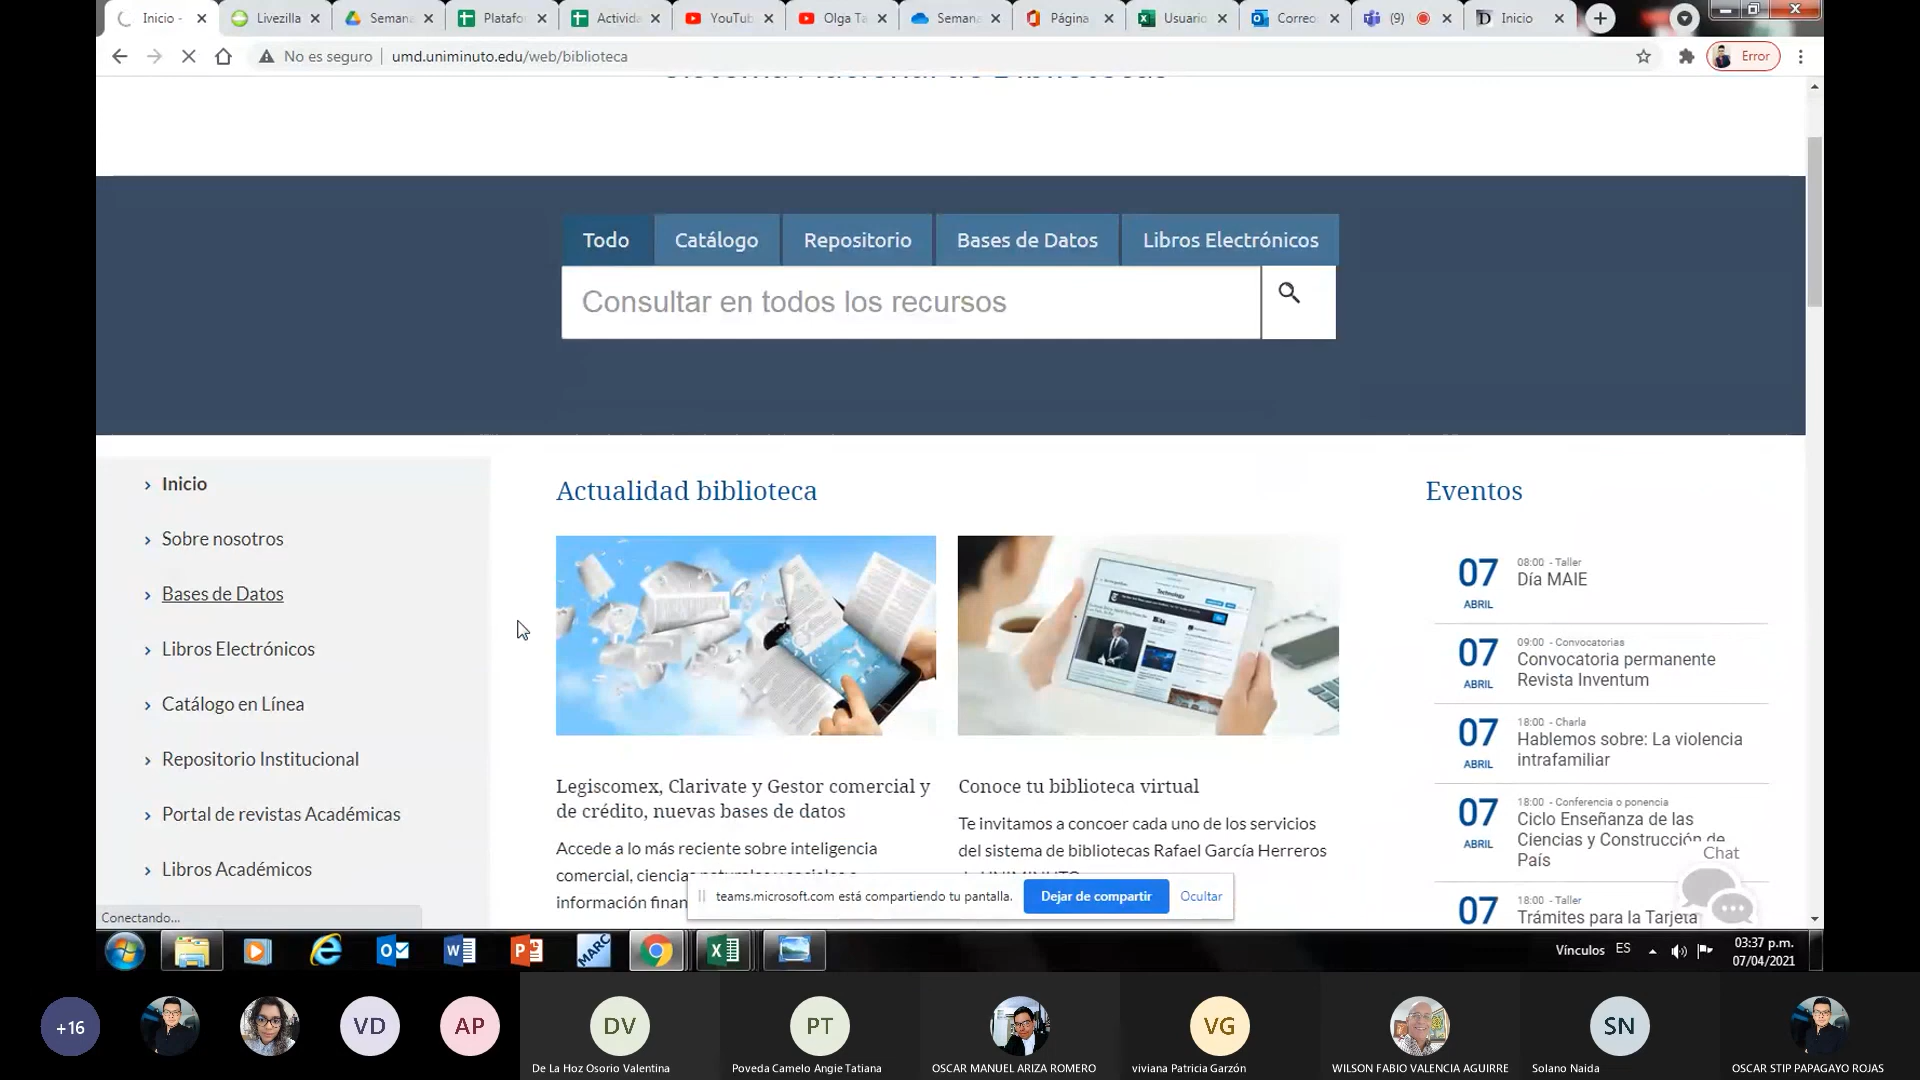 Inicio -
Livezilla
Semana
Platafo
Activida
YouTub
Olga Ta
Semana
Página
Usuario
Correo
(9)
Inicio
No es seguro
umd.uniminuto.edu/web/biblioteca
Error
Todo
Catálogo
Repositorio
Bases de Datos
Libros Electrónicos
Consultar en todos los recursos
Inicio
Sobre nosotros
Bases de Datos
Libros Electrónicos
Catálogo en Línea
Repositorio Institucional
Portal de revistas Académicas
Libros Académicos
Conectando...
Actualidad biblioteca
Legiscomex, Clarivate y Gestor comercial y
de crédito, nuevas bases de datos
Accede a lo más reciente sobre inteligencia
comercial, ciencias
información finan
Conoce tu biblioteca virtual
Te invitamos a concoer cada uno de los servicios
del sistema de bibliotecas Rafael García Herreros
Eventos
07
ABRIL
08:00 - Taller
Día MAIE
07
ABRIL
09:00 - Convocatorias
Convocatoria permanente
Revista Inventum
07
ABRIL
18:00 - Charla
Hablemos sobre: La violencia
intrafamiliar
07
ABRIL
18:00 - Conferencia o ponencia
Ciclo Enseñanza de las
Ciencias y Construcción de
País
07
18:00 - Taller
Trámites para la Tarjeta
Chat
teams.microsoft.com está compartiendo tu pantalla.
Dejar de compartir
Ocultar
MARC
Vínculos
ES
03:37 p.m.
07/04/2021
+16
VD
AP
DV
De La Hoz Osorio Valentina
PT
Poveda Camelo Angie Tatiana
OSCAR MANUEL ARIZA ROMERO
VG
viviana Patricia Garzón
WILSON FABIO VALENCIA AGUIRRE
SN
Solano Naida
OSCAR STIP PAPAGAYO ROJAS